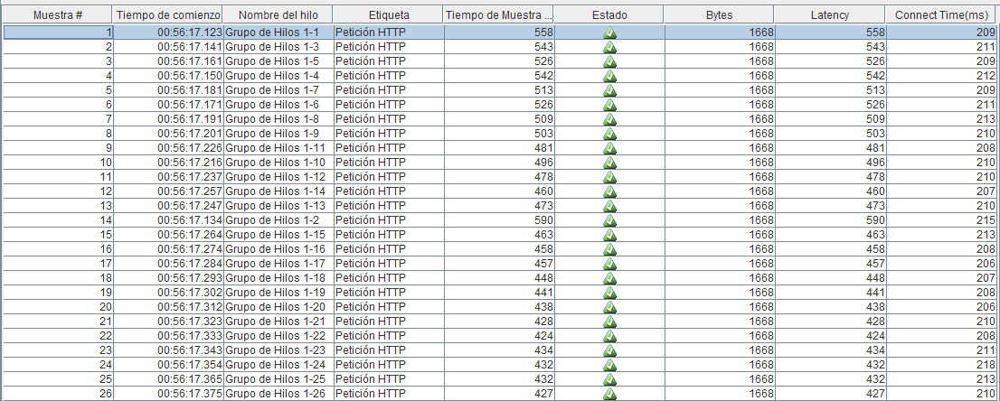 Muestra # Tiempo de comienzo Nombre del hilo Etiqueta Tiempo de Muestra ... Estado Bytes Latency Connect Time(ms)
1 00:56:17.123 Grupo de Hilos 1-1 Petición HTTP 558 1668 558 209
2 00:56:17.141 Grupo de Hilos 1-3 Petición HTTP 543 1668 543 211
3 00:56:17.161 Grupo de Hilos 1-5 Petición HTTP 526 1668 526 209
4 00:56:17.150 Grupo de Hilos 1-4 Petición HTTP 542 1668 542 212
5 00:56:17.181 Grupo de Hilos 1-7 Petición HTTP 513 1668 513 209
6 00:56:17.171 Grupo de Hilos 1-6 Petición HTTP 526 1668 526 211
7 00:56:17.191 Grupo de Hilos 1-8 Petición HTTP 509 1668 509 213
8 00:56:17.201 Grupo de Hilos 1-9 Petición HTTP 503 1668 503 210
9 00:56:17.226 Grupo de Hilos 1-11 Petición HTTP 481 1668 481 208
10 00:56:17.216 Grupo de Hilos 1-10 Petición HTTP 496 1668 496 210
11 00:56:17.237 Grupo de Hilos 1-12 Petición HTTP 478 1668 478 210
12 00:56:17.257 Grupo de Hilos 1-14 Petición HTTP 460 1668 460 207
13 00:56:17.247 Grupo de Hilos 1-13 Petición HTTP 473 1668 473 210
14 00:56:17.134 Grupo de Hilos 1-2 Petición HTTP 590 1668 590 215
15 00:56:17.264 Grupo de Hilos 1-15 Petición HTTP 463 1668 463 213
16 00:56:17.274 Grupo de Hilos 1-16 Petición HTTP 458 1668 458 208
17 00:56:17.284 Grupo de Hilos 1-17 Petición HTTP 457 1668 457 206
18 00:56:17.293 Grupo de Hilos 1-18 Petición HTTP 448 1668 448 207
19 00:56:17.302 Grupo de Hilos 1-19 Petición HTTP 441 1668 441 208
20 00:56:17.312 Grupo de Hilos 1-20 Petición HTTP 438 1668 438 206
21 00:56:17.323 Grupo de Hilos 1-21 Petición HTTP 428 1668 428 210
22 00:56:17.333 Grupo de Hilos 1-22 Petición HTTP 424 1668 424 208
23 00:56:17.343 Grupo de Hilos 1-23 Petición HTTP 434 1668 434 211
24 00:56:17.354 Grupo de Hilos 1-24 Petición HTTP 432 1668 432 218
25 00:56:17.365 Grupo de Hilos 1-25 Petición HTTP 432 1668 432 213
26 00:56:17.375 Grupo de Hilos 1-26 Petición HTTP 427 1668 427 210